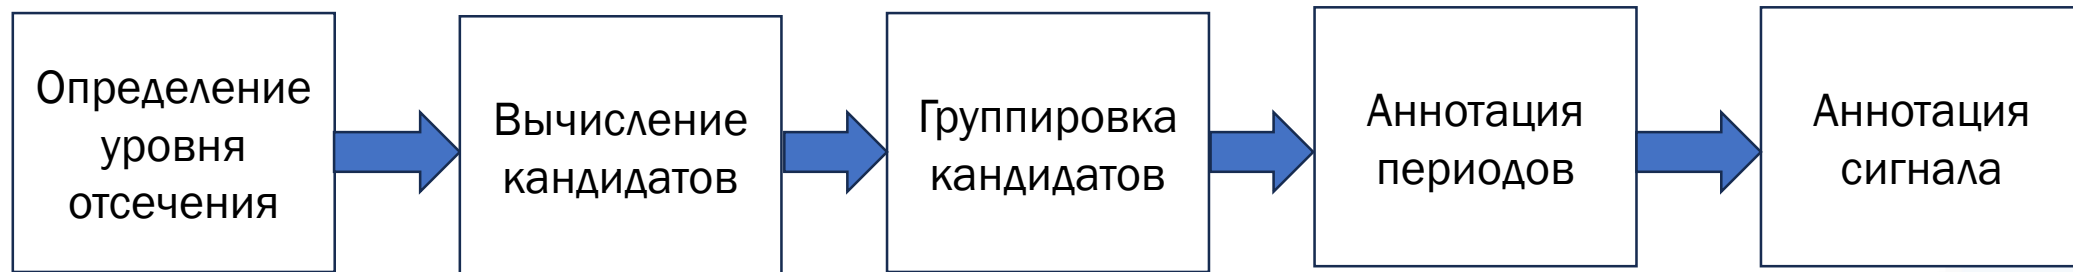 Определение
уровня
отсечения
Вычисление
кандидатов
Группировка
кандидатов
Аннотация
периодов
Аннотация
сигнала